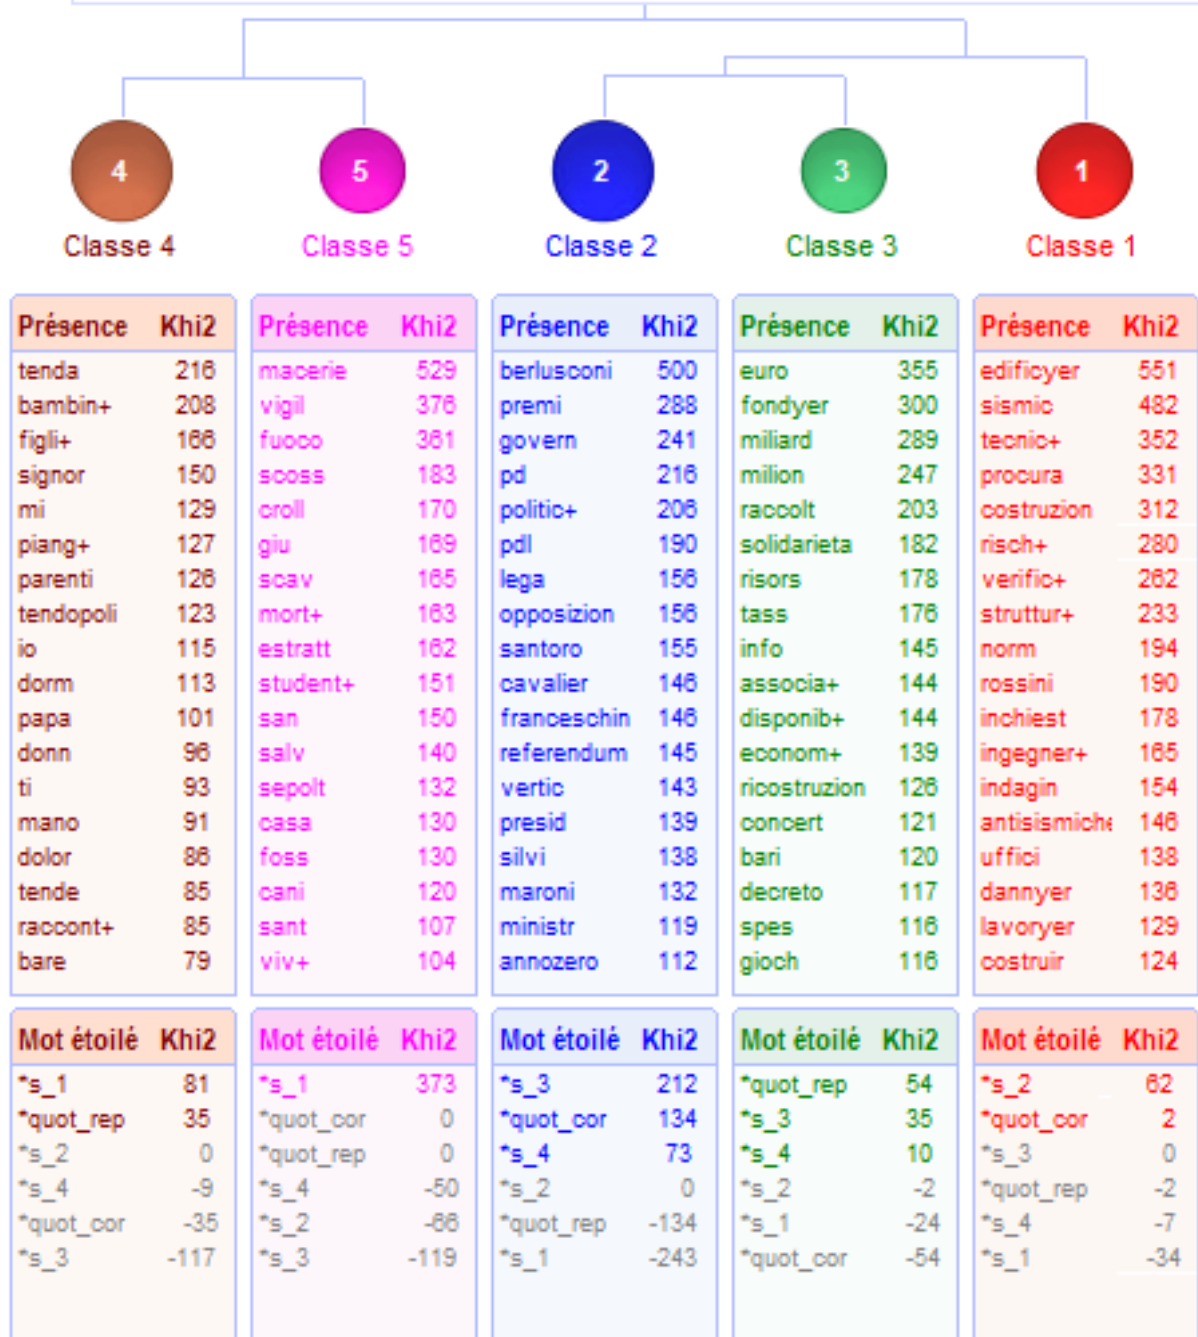 4 5 2 3 1
Classe 4 Classe 5 Classe 2 Classe 3 Classe 1
Présence Khi2 Présence Khi2 Présence Khi2 Présence Khi2 Présence Khi2
tenda 216 macerie 529 berlusconi 500 euro 355 edificyer 551
bambin+ 208 vigil 376 premi 288 fondyer 300 sismic 482
figli+ 166 fuoco 361 govern 241 miliard 289 tecnic+ 352
signor 150 scoss 183 pd 216 milion 247 procura 331
mi 129 croll 170 politic+ 206 raccolt 203 costruzion 312
piang+ 127 giu 169 pdl 190 solidarieta 182 risch+ 280
parenti 126 scav 165 lega 156 risors 178 verific+ 262
tendopoli 123 mort+ 163 opposizion 156 tass 176 struttur+ 233
io 115 estratt 162 santoro 155 info 145 norm 194
dorm 113 student+ 151 cavalier 146 associa+ 144 rossini 190
papa 101 san 150 franceschin 146 disponib+ 144 inchiest 178
donn 96 salv 140 referendum 145 econom+ 139 ingegner+ 165
ti 93 sepolt 132 vertic 143 ricostruzion 126 indagin 154
mano 91 casa 130 presid 139 concert 121 antisismiche 146
dolor 86 foss 130 silvi 138 bari 120 uffici 138
tende 85 cani 120 maroni 132 decreto 117 dannyer 136
raccont+ 85 sant 107 ministr 119 spes 116 lavoryer 129
bare 79 viv+ 104 annozero 112 gioch 116 costruir 124
Mot étoilé Khi2 Mot étoilé Khi2 Mot étoilé Khi2 Mot étoilé Khi2 Mot étoilé Khi2
*s_1 81 *s_1 373 *s_3 212 *quot_rep 54 *s_2 62
*quot_rep 35 *quot_cor 0 *quot_cor 134 *s_3 35 *quot_cor 2
*s_2 0 *quot_rep 0 *s_4 73 *s_4 10 *s_3 0
*s_4 -9 *s_4 -50 *s_2 0 *s_2 -2 *quot_rep -2
*quot_cor -35 *s_2 -66 *quot_rep -134 *s_1 -24 *s_4 -7
*s_3 -117 *s_3 -119 *s_1 -243 *quot_cor -54 *s_1 -34